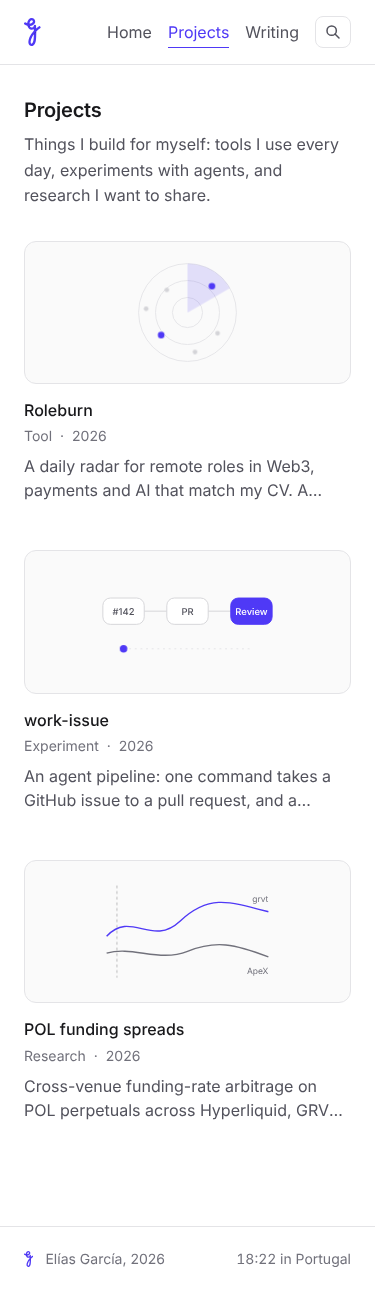 Home Projects Writing
Projects
Things I build for myself: tools I use every
day, experiments with agents, and
research I want to share.
Roleburn
Tool · 2026
A daily radar for remote roles in Web3,
payments and AI that match my CV. A...
#142 PR Review
work-issue
Experiment · 2026
An agent pipeline: one command takes a
GitHub issue to a pull request, and a...
grvt
ApeX
POL funding spreads
Research · 2026
Cross-venue funding-rate arbitrage on
POL perpetuals across Hyperliquid, GRV...
Elías García, 2026 18:22 in Portugal